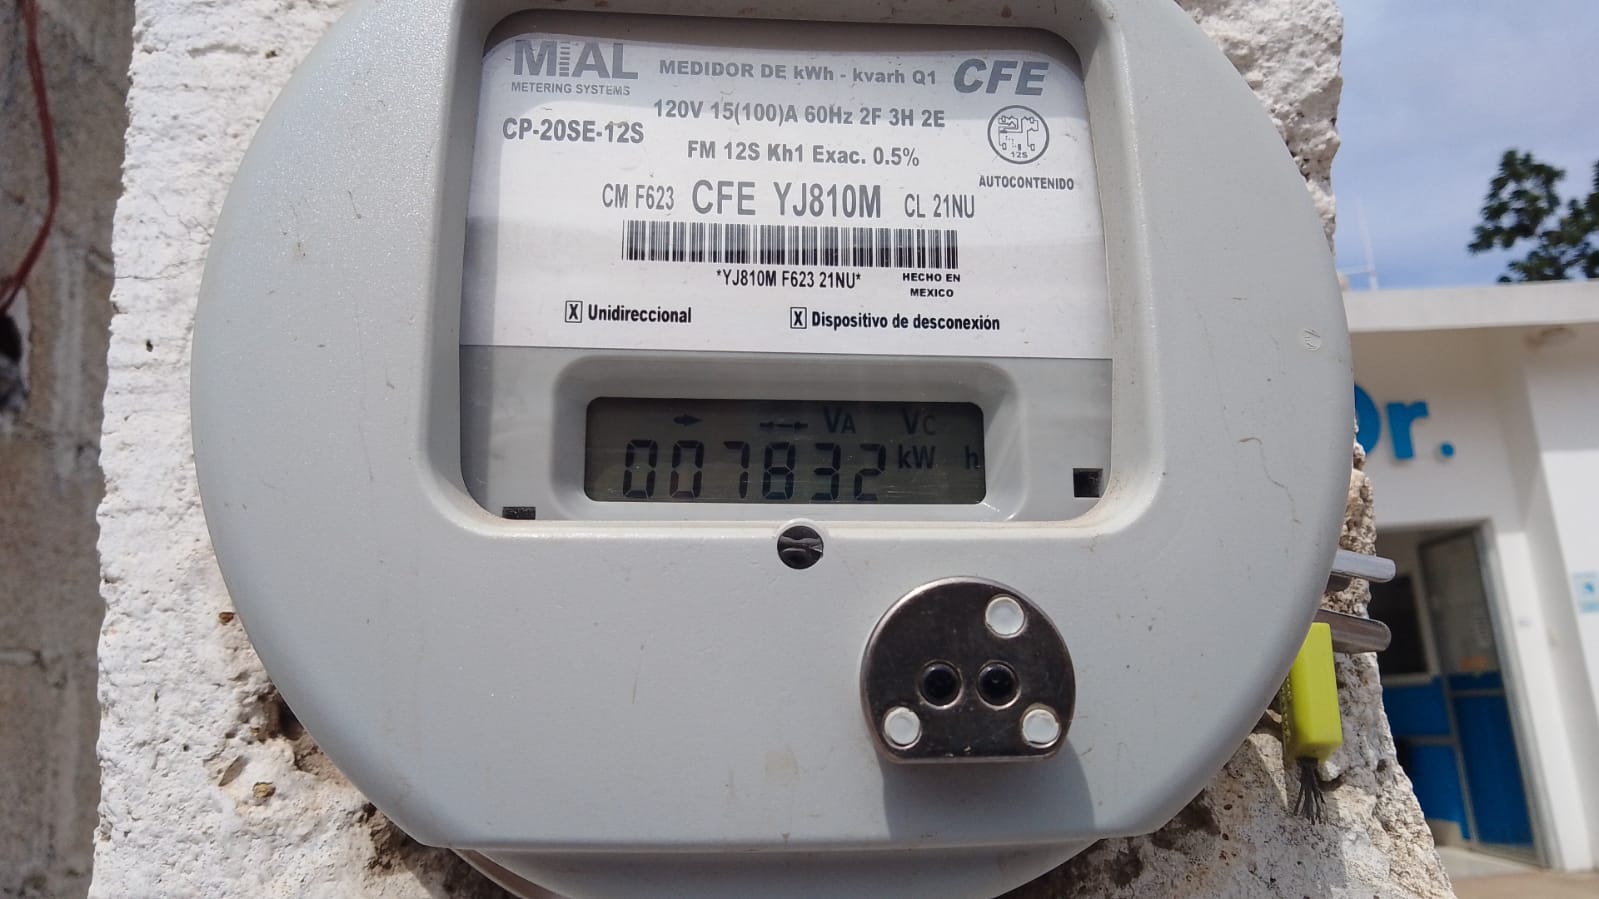 MIAL
METERING SYSTEMS
MEDIDOR DE kWh - kvarh Q1
CFE
120V 15(100)A 60Hz 2F 3H 2E
CP-20SE-12S
FM 12S Kh1 Exac. 0.5%
12S
AUTOCONTENIDO
CM F623 CFE YJ810M CL 21NU
*YJ810M F623 21NU*
HECHO EN
MEXICO
X Unidireccional
X Dispositivo de desconexión
VA VC
007832 kW h
Dr.